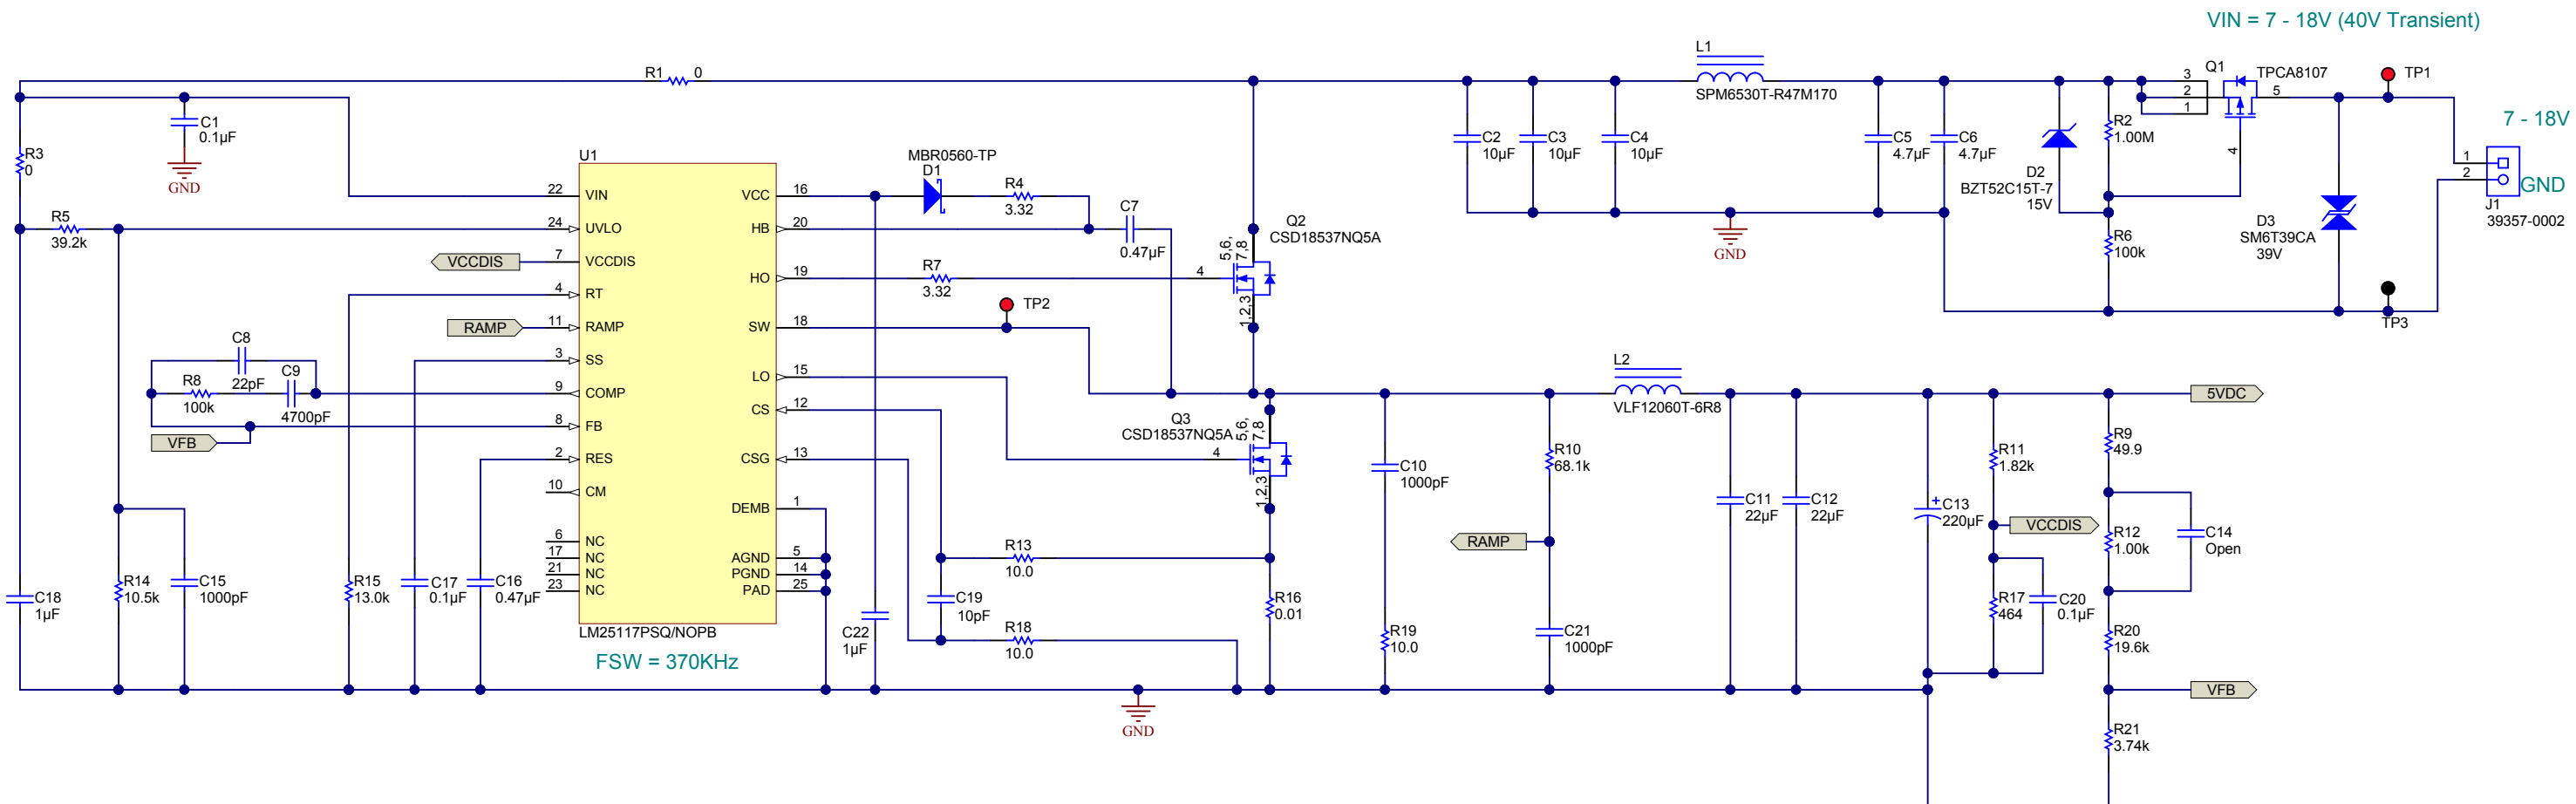 VIN = 7 - 18V (40V Transient)
L1
SPM6530T-R47M170
R1 0
Q1
TPCA8107
TP1
3
2
1
5
4
7 - 18V
C1
0.1µF
GND
R3
0
C2
10µF
C3
10µF
C4
10µF
C5
4.7µF
C6
4.7µF
R2
1.00M
D2
BZT52C15T-7
15V
R6
100k
D3
SM6T39CA
39V
1
2
GND
J1
39357-0002
TP3
GND
U1
MBR0560-TP
D1
R4
3.32
C7
0.47µF
Q2
CSD18537NQ5A
5,6,
7,8
4
1,2,3
R5
39.2k
22 VIN
24 UVLO
7 VCCDIS
4 RT
11 RAMP
3 SS
9 COMP
8 FB
2 RES
10 CM
6 NC
17 NC
21 NC
23 NC
VCC 16
HB 20
HO 19
SW 18
LO 15
CS 12
CSG 13
DEMB 1
AGND 5
PGND 14
PAD 25
VCCDIS
RAMP
R7
3.32
TP2
C8
22pF
R8
100k
C9
4700pF
VFB
Q3
CSD18537NQ5A
5,6,
7,8
4
1,2,3
L2
VLF12060T-6R8
5VDC
C10
1000pF
R10
68.1k
C11
22µF
C12
22µF
C13
220µF
+
R11
1.82k
VCCDIS
R9
49.9
R12
1.00k
C14
Open
RAMP
R13
10.0
C18
1µF
R14
10.5k
C15
1000pF
R15
13.0k
C17
0.1µF
C16
0.47µF
LM25117PSQ/NOPB
FSW = 370KHz
C22
1µF
C19
10pF
R18
10.0
R16
0.01
R19
10.0
C21
1000pF
R17
464
C20
0.1µF
R20
19.6k
VFB
R21
3.74k
GND